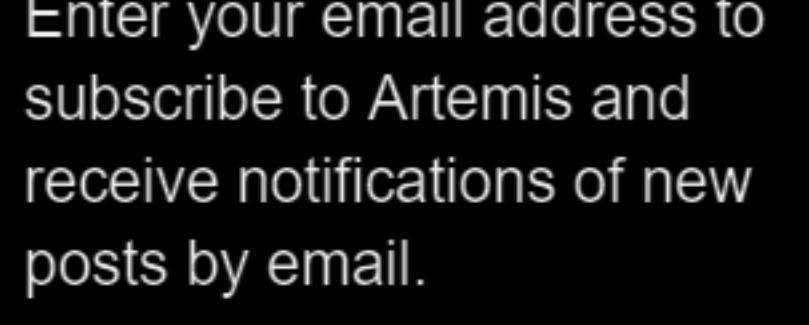 Enter your email address to
subscribe to Artemis and
receive notifications of new
posts by email.